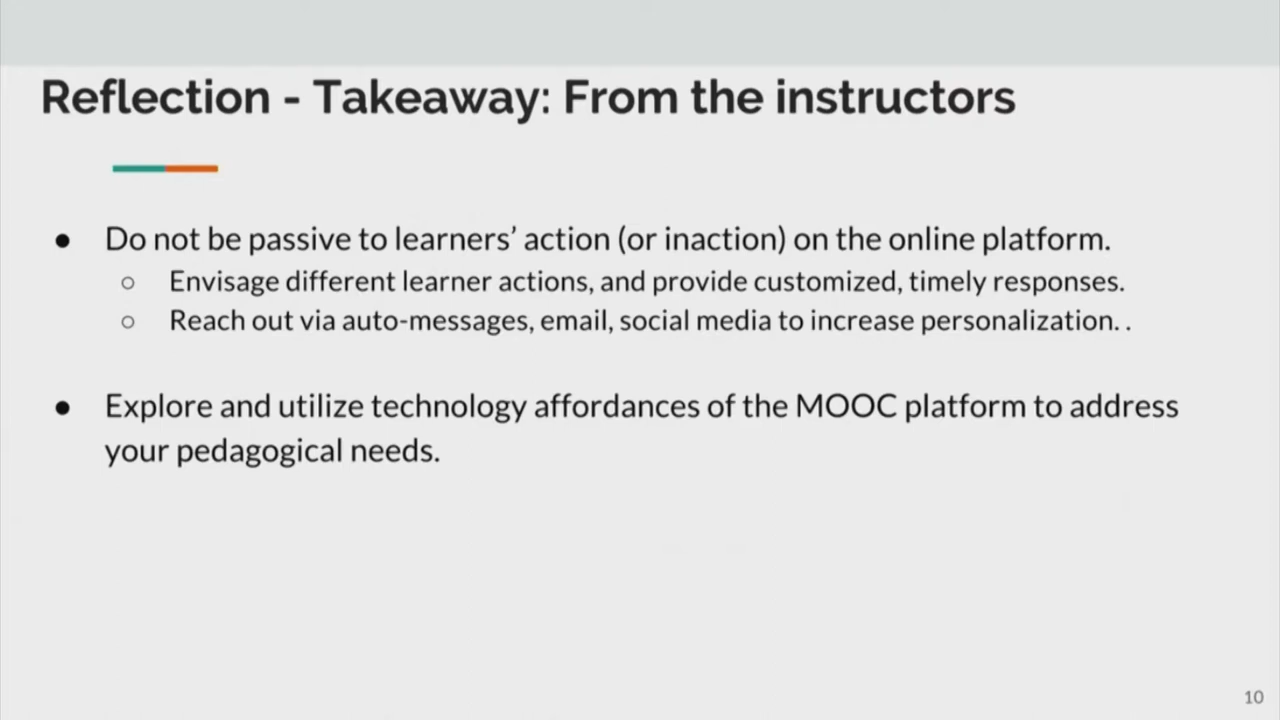 Reflection - Takeaway: From the instructors
● Do not be passive to learners’ action (or inaction) on the online platform.
○ Envisage different learner actions, and provide customized, timely responses.
○ Reach out via auto-messages, email, social media to increase personalization. .
● Explore and utilize technology affordances of the MOOC platform to address
your pedagogical needs.
10